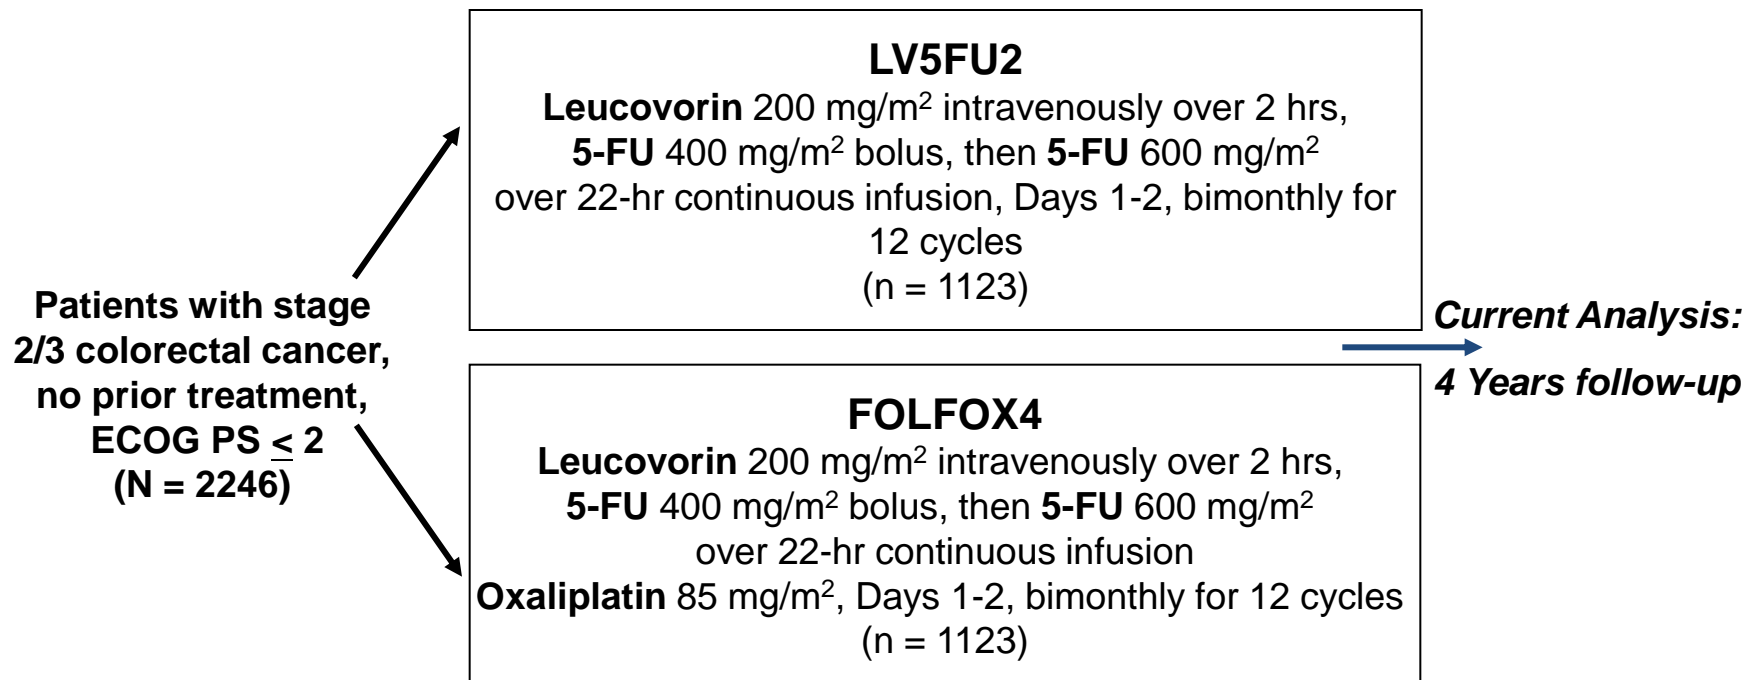 Patients with stage
2/3 colorectal cancer,
no prior treatment,
ECOG PS ≤ 2
(N = 2246)
LV5FU2
Leucovorin 200 mg/m² intravenously over 2 hrs,
5-FU 400 mg/m² bolus, then 5-FU 600 mg/m²
over 22-hr continuous infusion, Days 1-2, bimonthly for
12 cycles
(n = 1123)
FOLFOX4
Leucovorin 200 mg/m² intravenously over 2 hrs,
5-FU 400 mg/m² bolus, then 5-FU 600 mg/m²
over 22-hr continuous infusion
Oxaliplatin 85 mg/m², Days 1-2, bimonthly for 12 cycles
(n = 1123)
Current Analysis:
4 Years follow-up